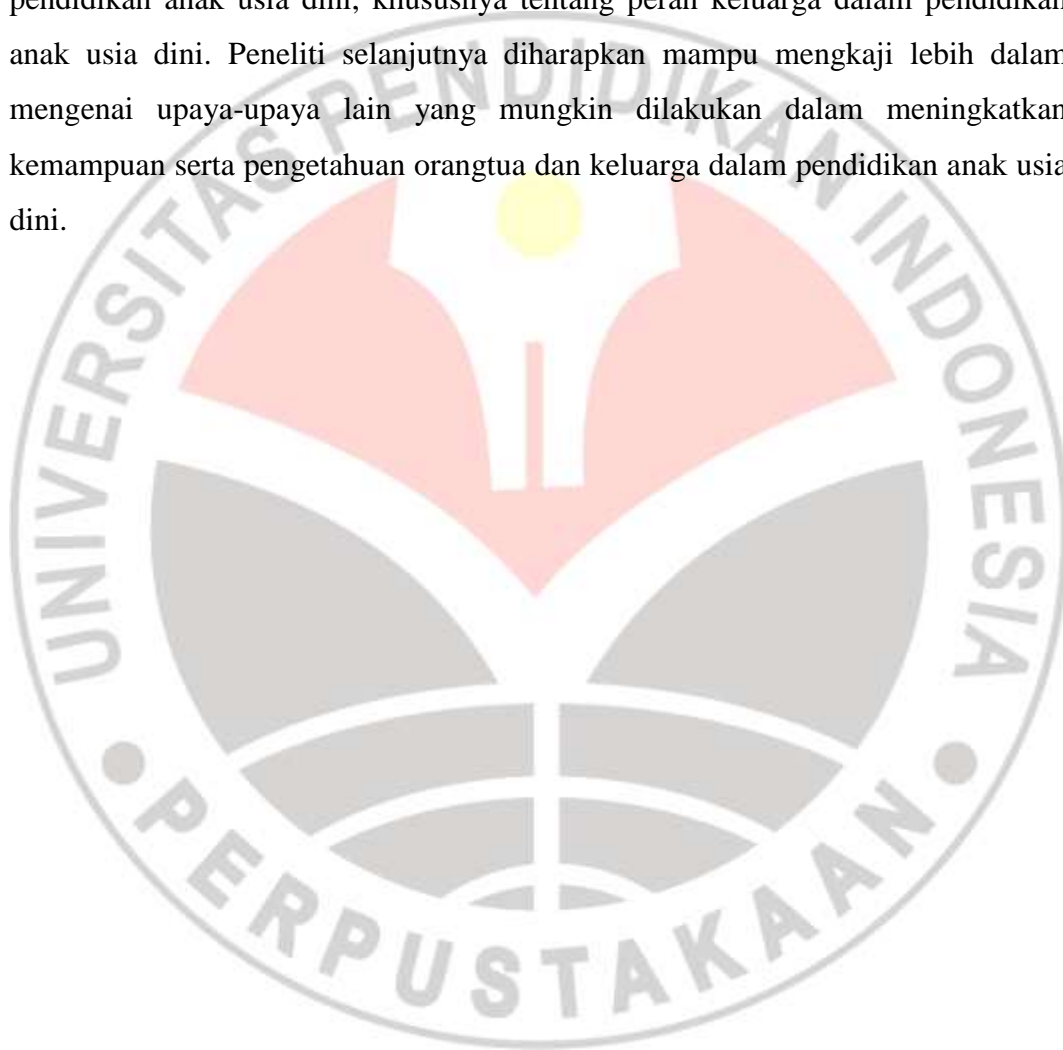 pendidikan anak usia dini, khususnya tentang peran keluarga dalam pendidikan
anak usia dini. Peneliti selanjutnya diharapkan mampu mengkaji lebih dalam
mengenai upaya-upaya lain yang mungkin dilakukan dalam meningkatkan
kemampuan serta pengetahuan orangtua dan keluarga dalam pendidikan anak usia
dini.
UNIVERSITAS PENDIDIKAN INDONESIA
PERPUSTAKAAN